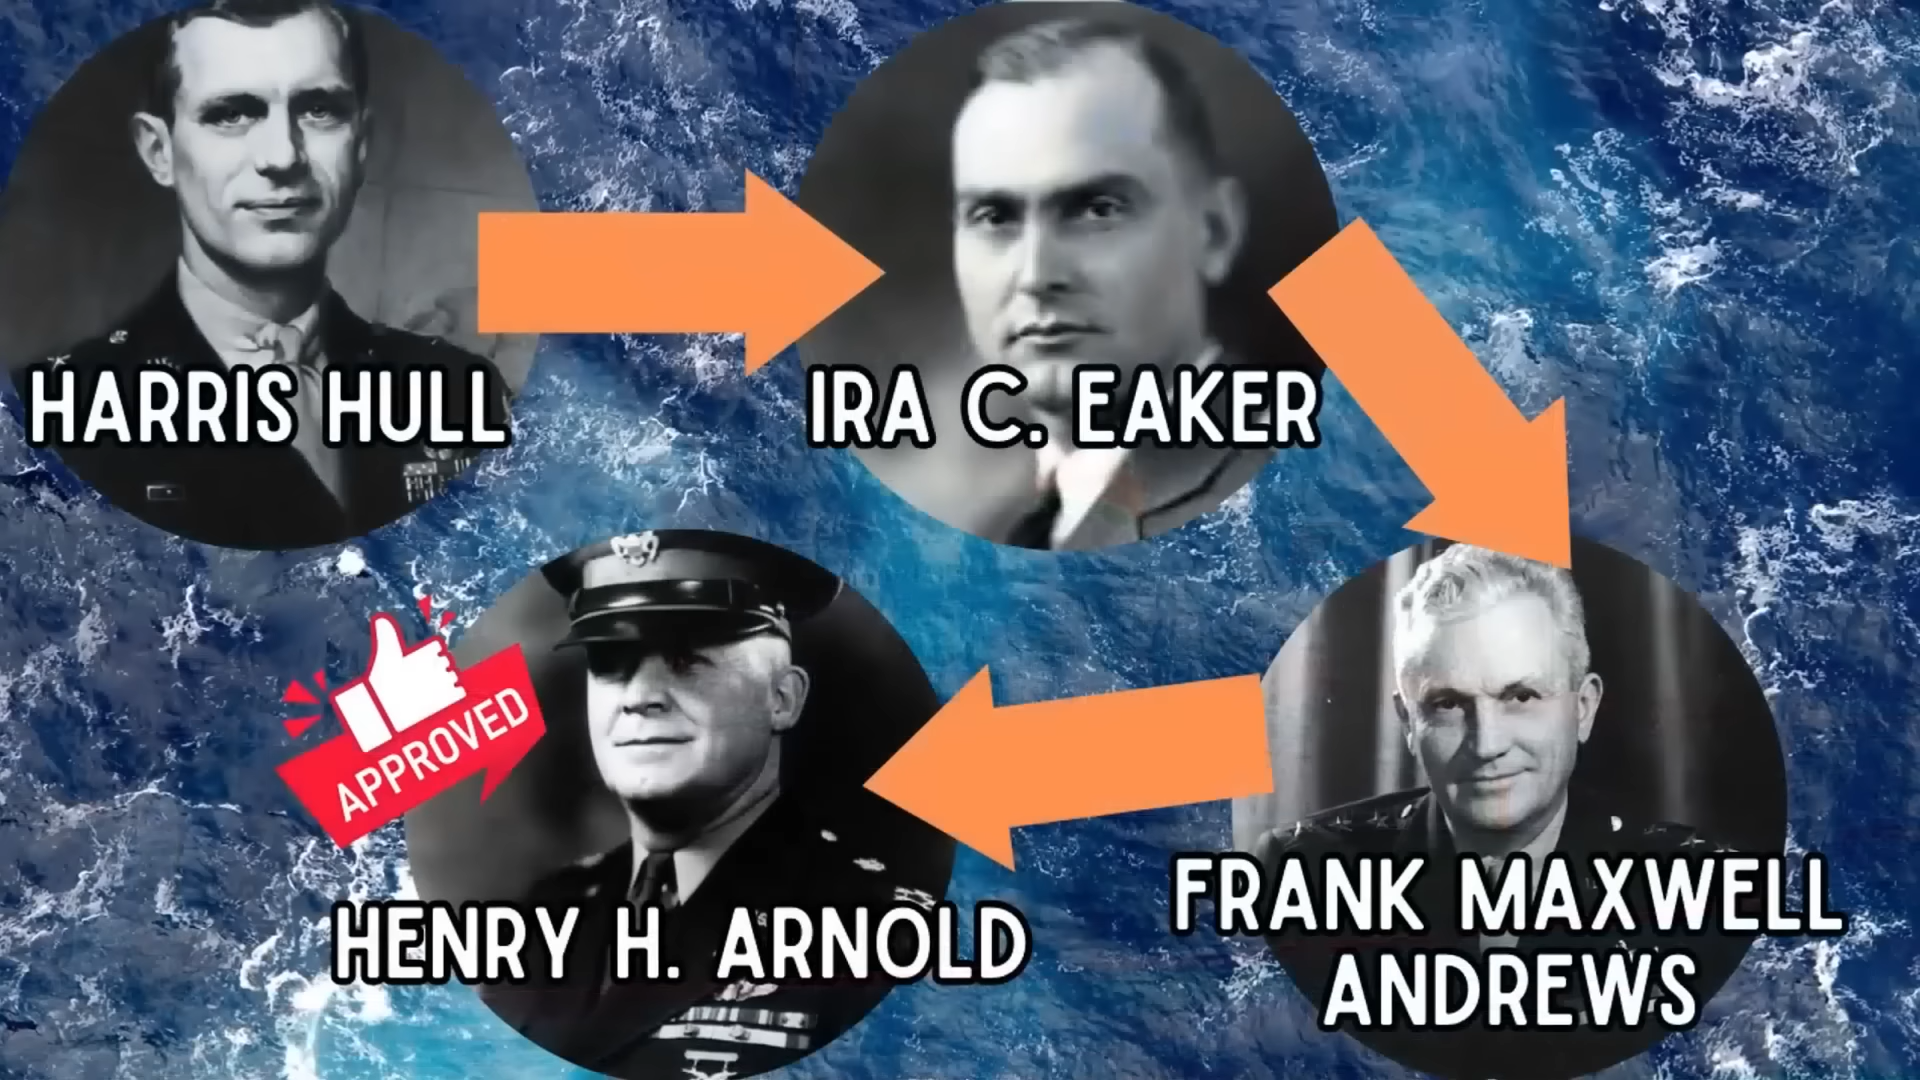 HARRIS HULL
IRA C. EAKER
APPROVED
HENRY H. ARNOLD
FRANK MAXWELL
ANDREWS